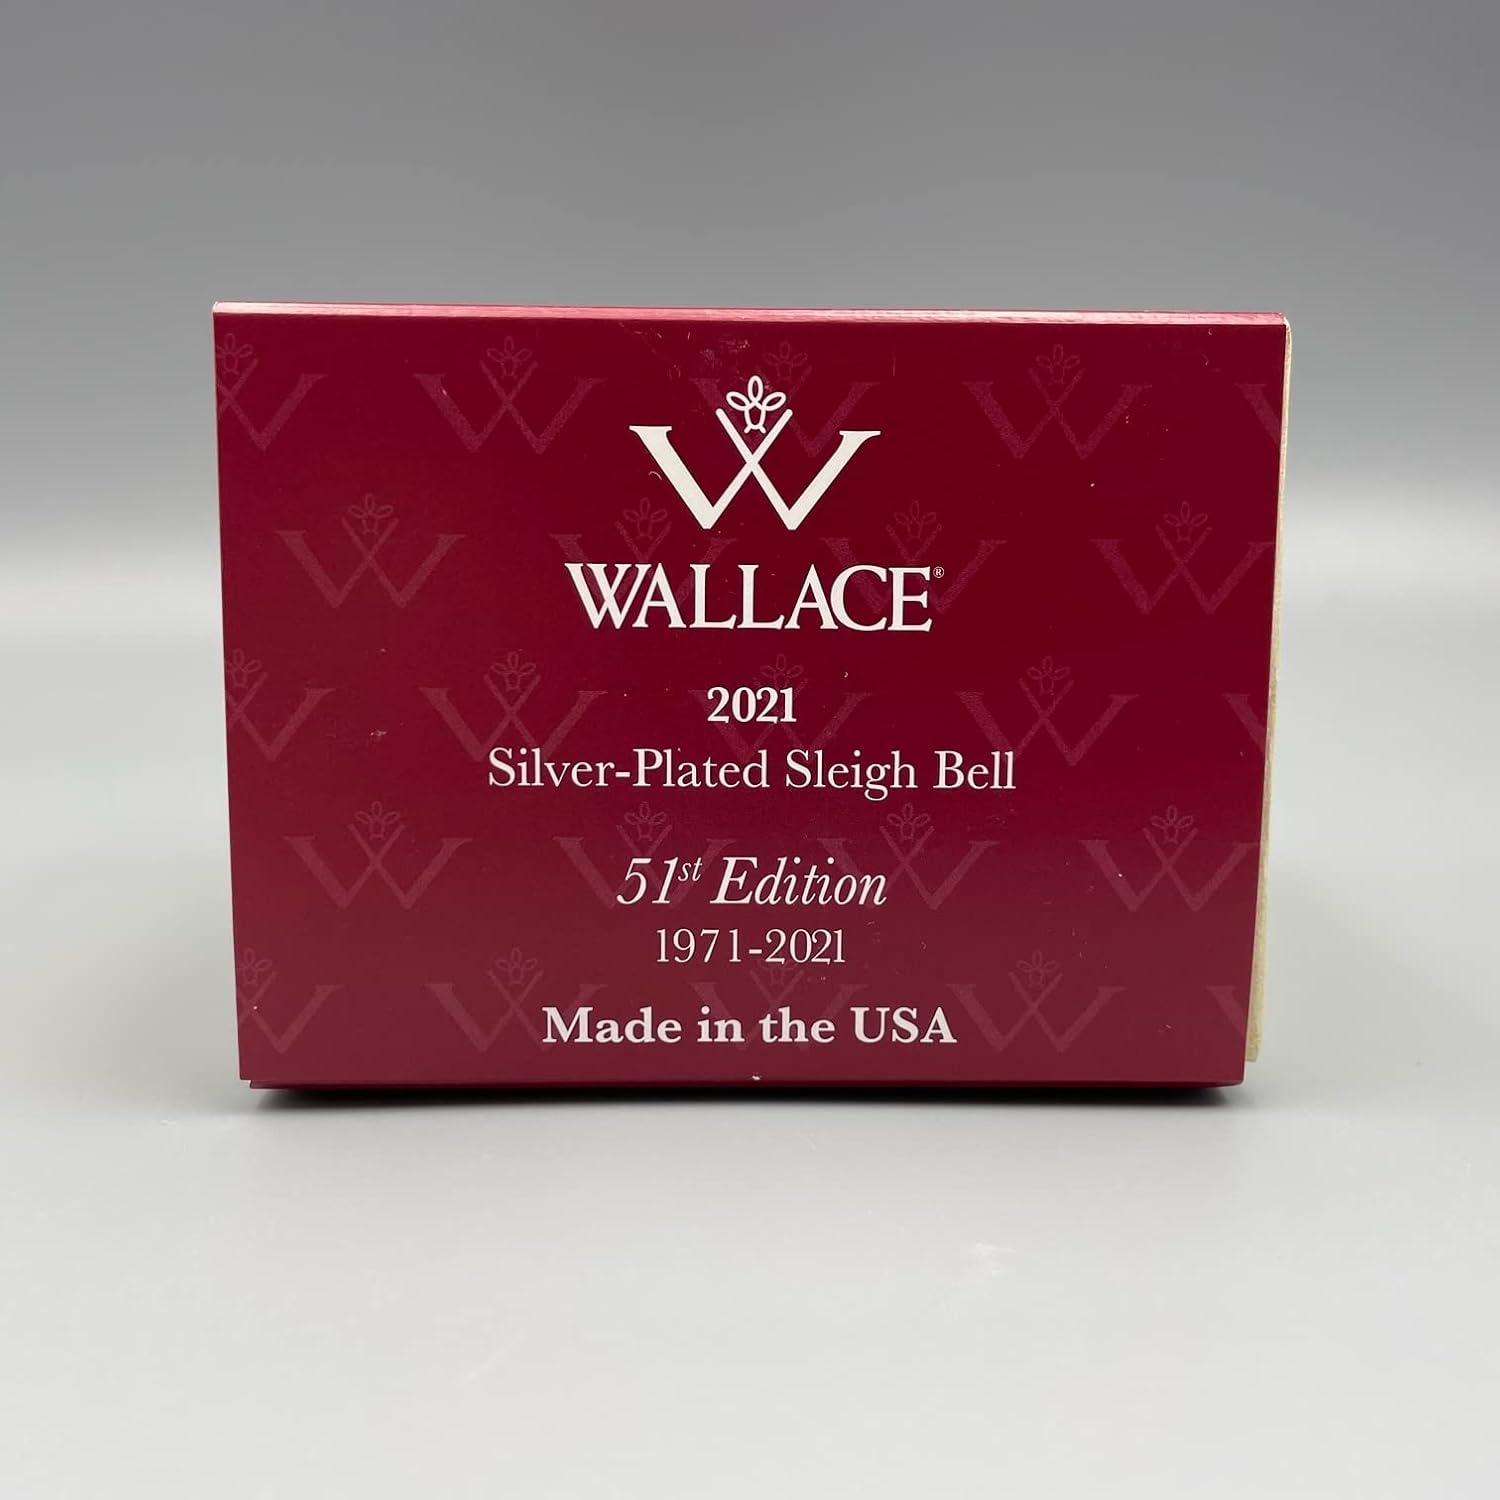 W
WALLACE®
2021
Silver-Plated Sleigh Bell
51st Edition
1971-2021
Made in the USA